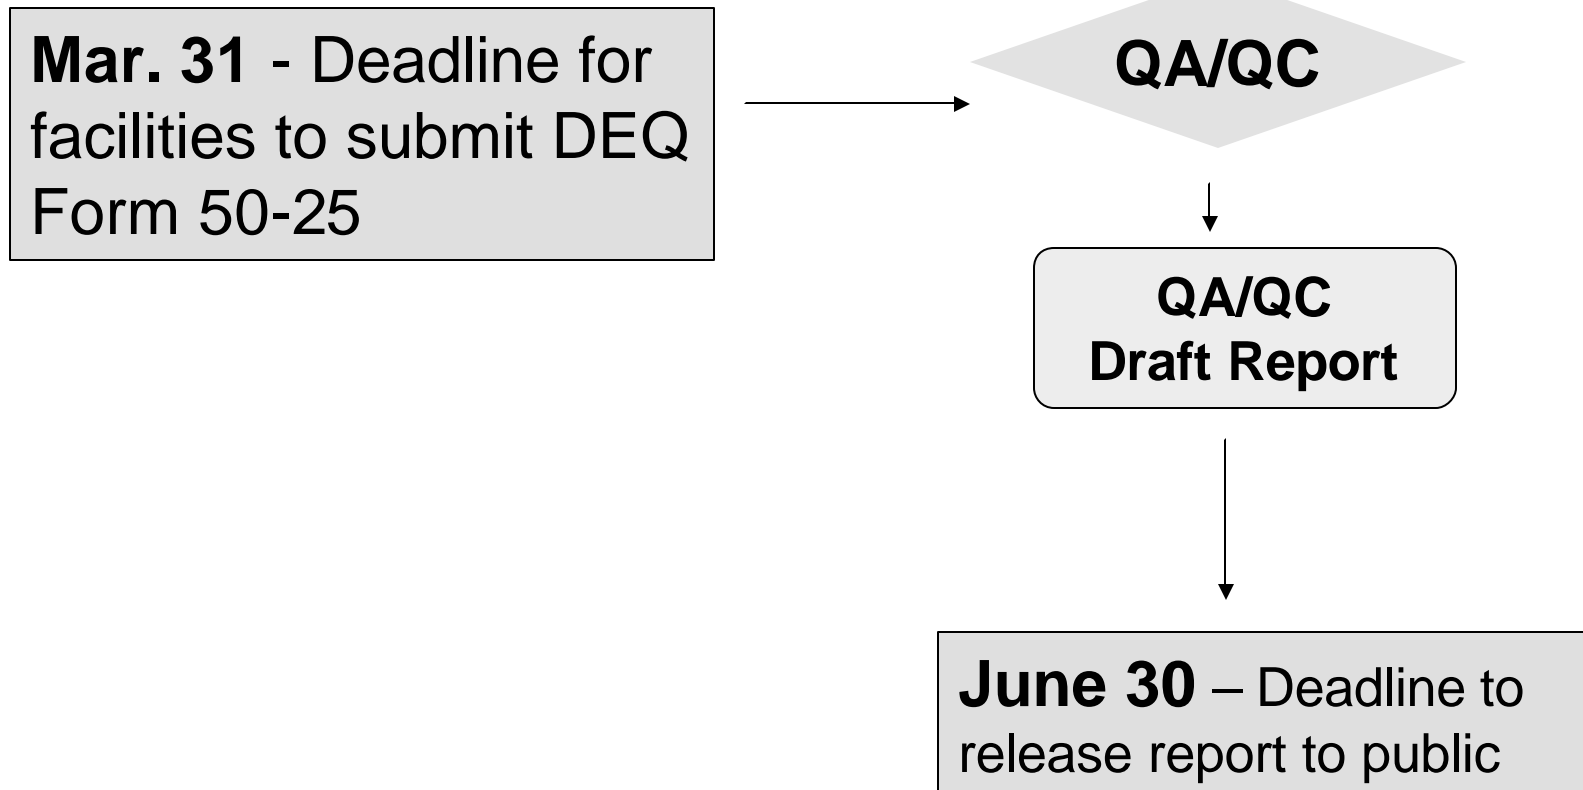 Mar. 31 - Deadline for
facilities to submit DEQ
Form 50-25
QA/QC
QA/QC
Draft Report
June 30 – Deadline to
release report to public